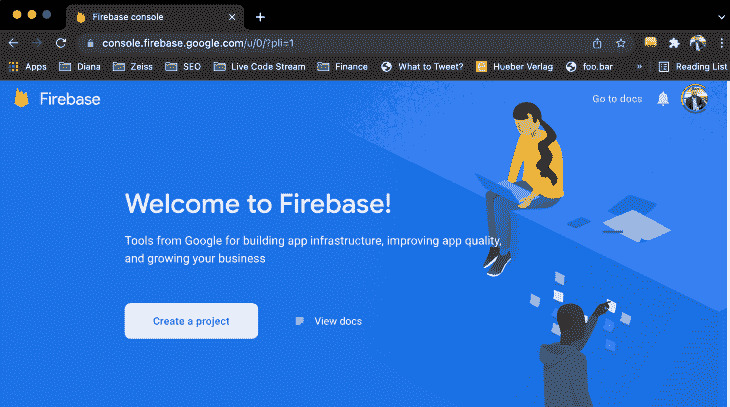 Firebase console
console.firebase.google.com/u/0/?pli=1
Apps Diana Zeiss SEO Live Code Stream Finance What to Tweet? Hueber Verlag foo.bar » Reading List
Firebase Go to docs
Welcome to Firebase!
Tools from Google for building app infrastructure, improving app quality,
and growing your business
Create a project View docs